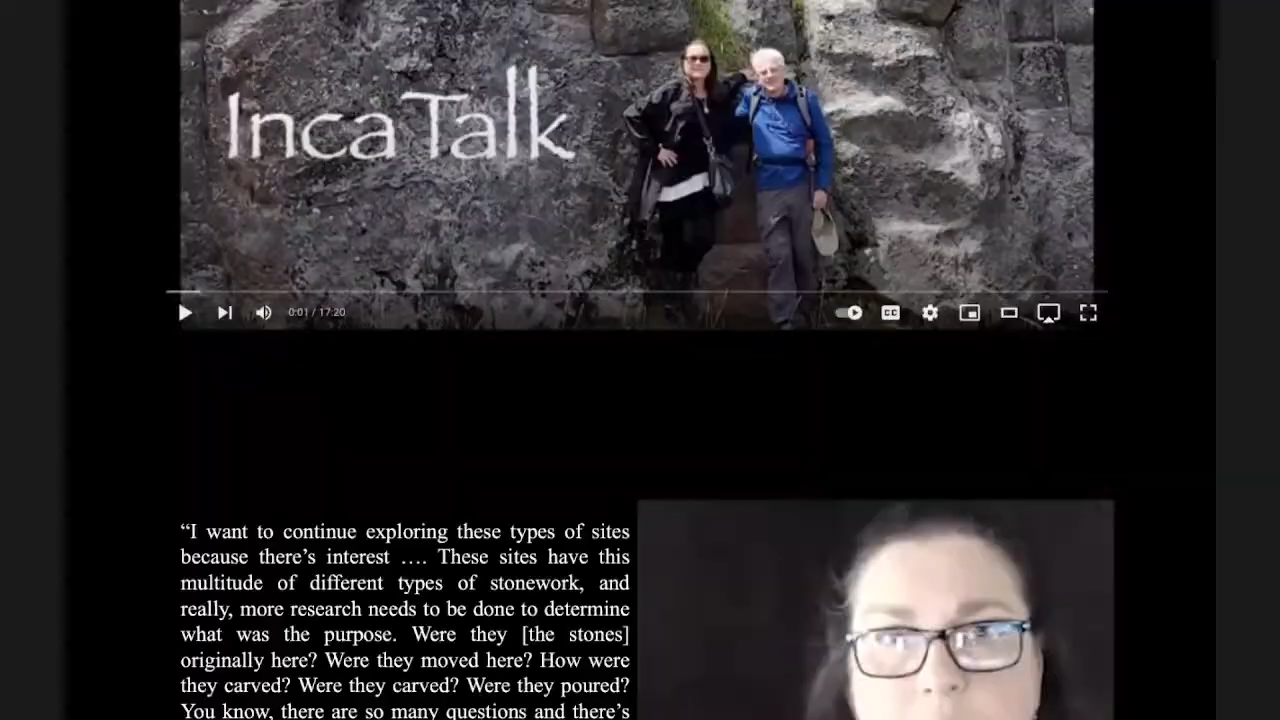 Inca Talk
0:01 / 17:20
CC
“I want to continue exploring these types of sites
because there’s interest …. These sites have this
multitude of different types of stonework, and
really, more research needs to be done to determine
what was the purpose. Were they [the stones]
originally here? Were they moved here? How were
they carved? Were they carved? Were they poured?
You know, there are so many questions and there’s